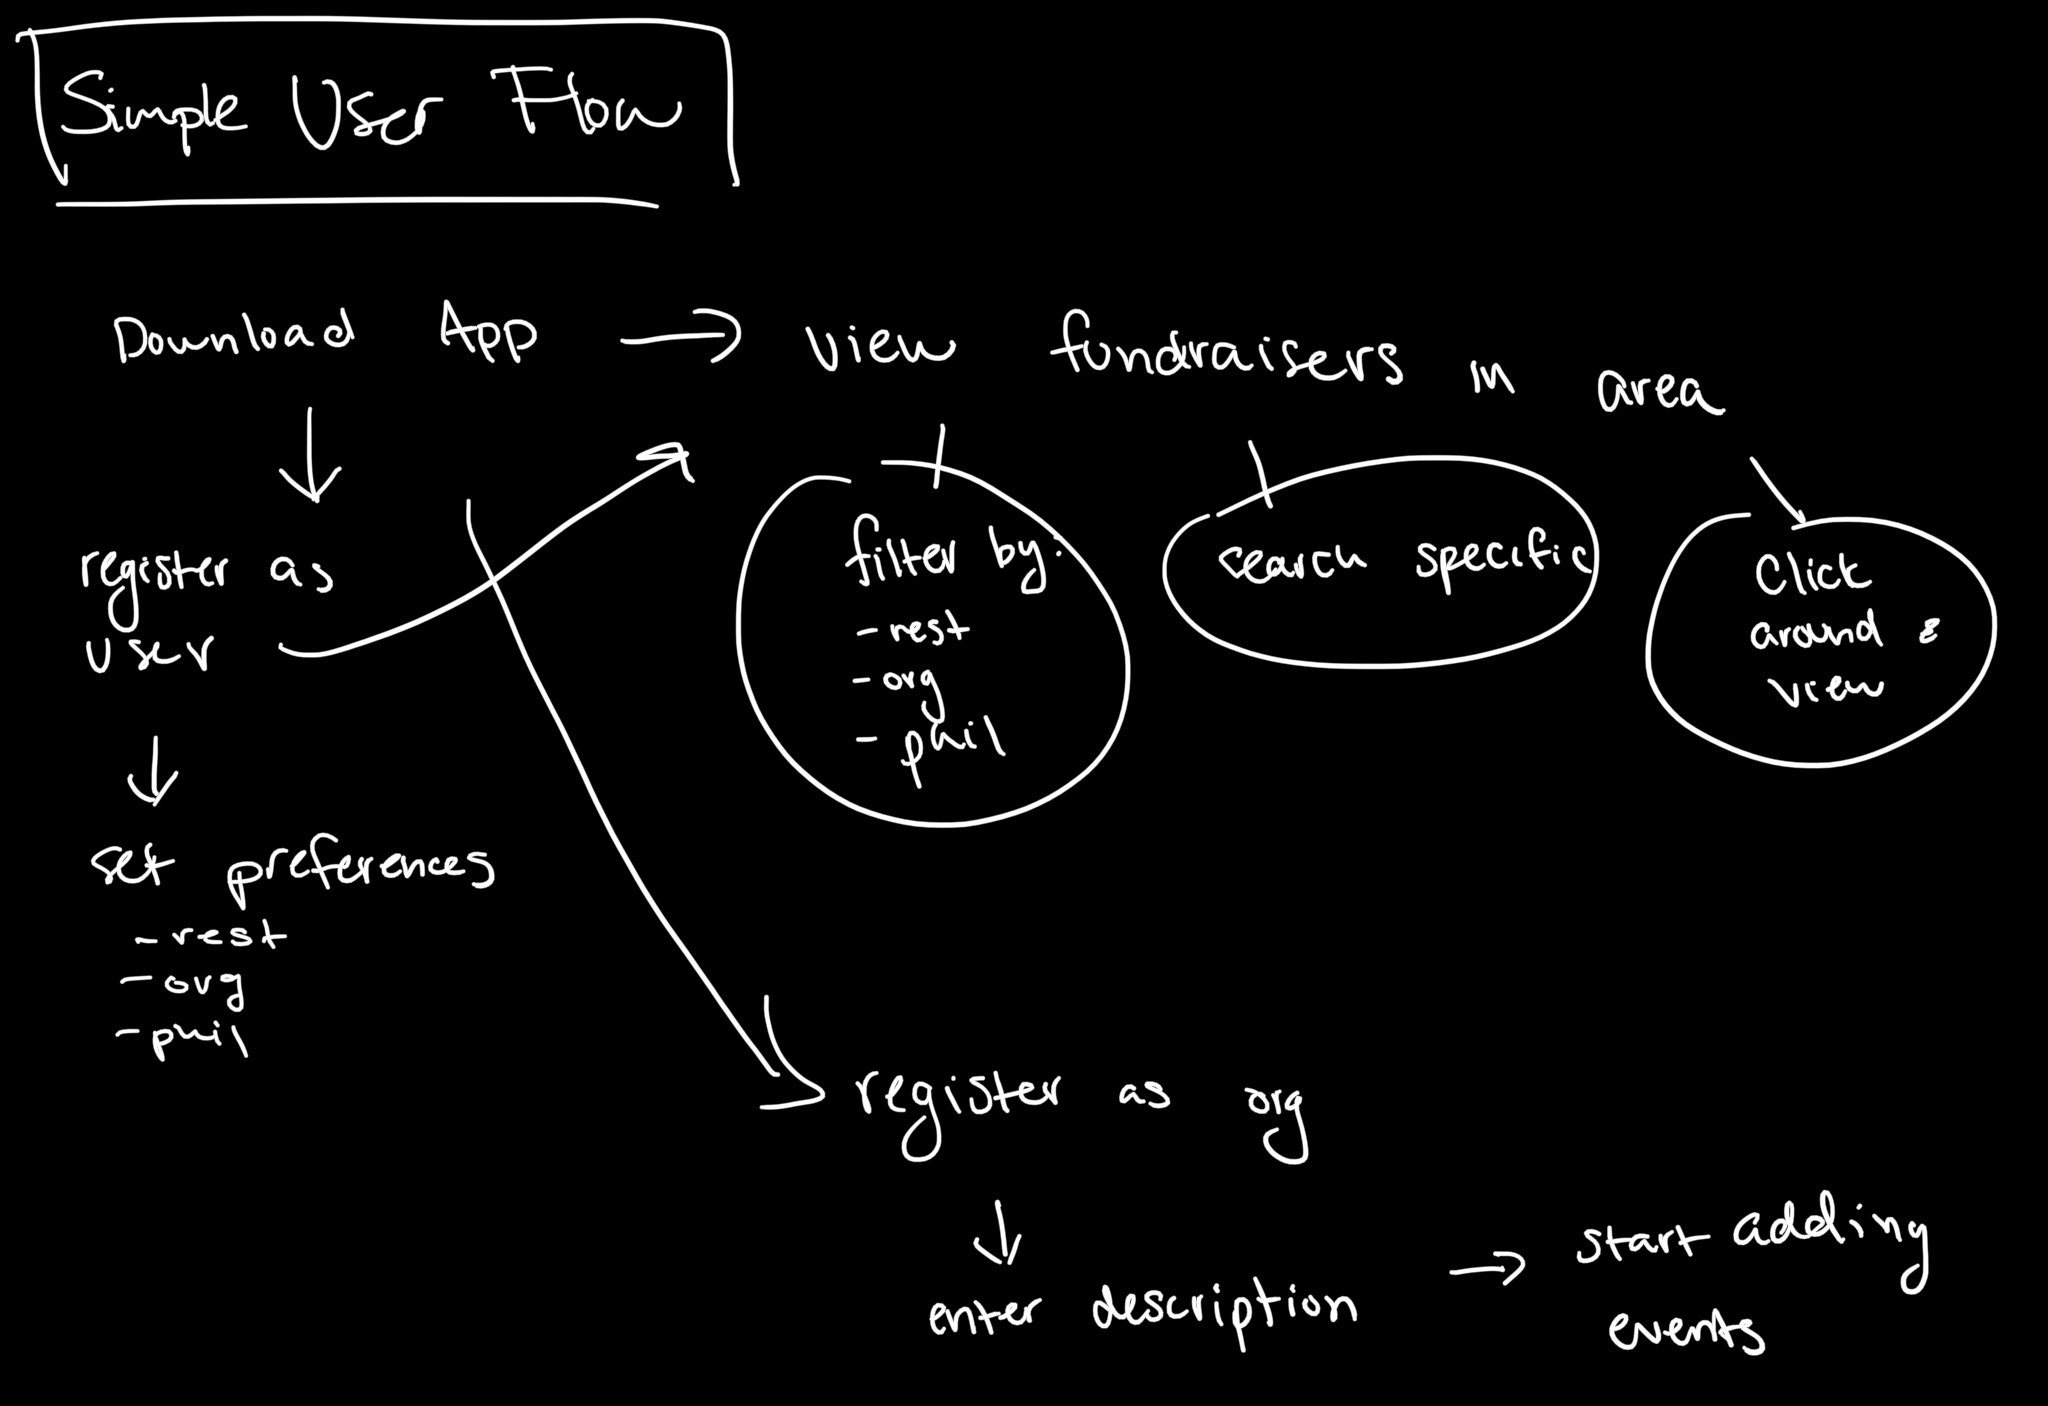 Simple User Flow
Download App → view fundraisers in area
register as
user
filter by:
- rest
- org
- phil
search specific
Click
around &
view
set preferences
- rest
- org
- phil
register as org
enter description → start adding
events